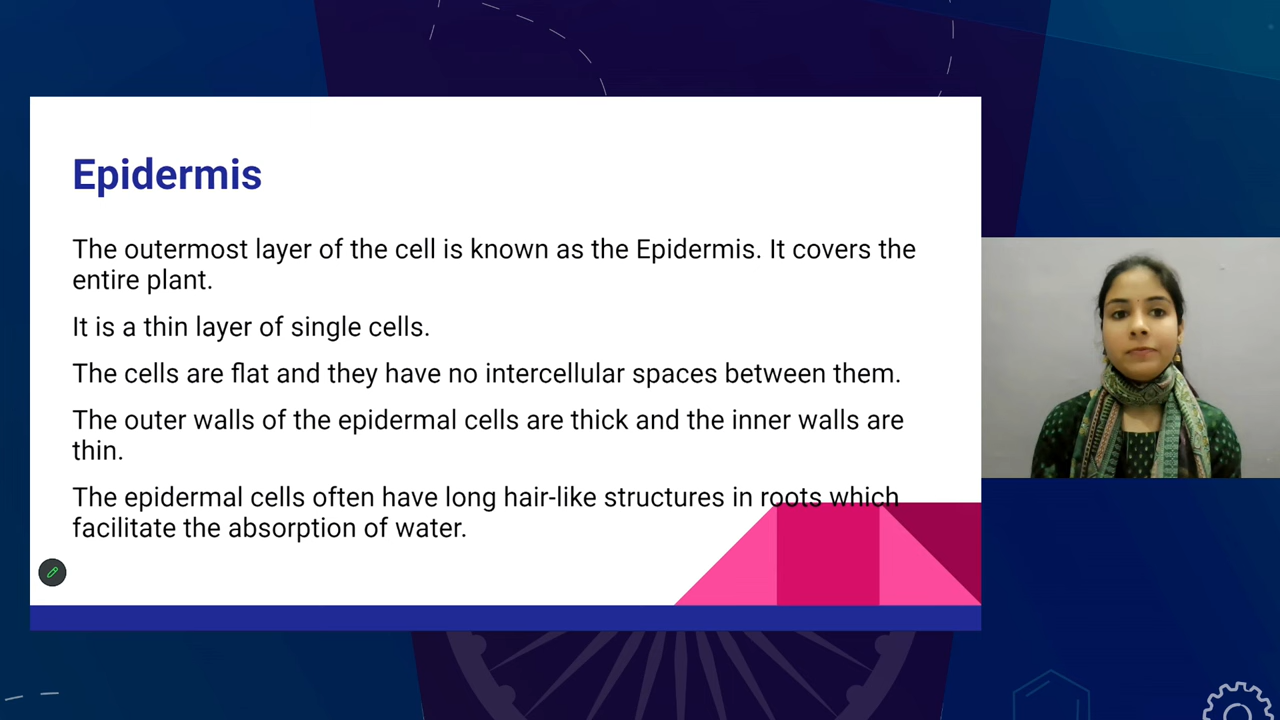 Epidermis
The outermost layer of the cell is known as the Epidermis. It covers the
entire plant.
It is a thin layer of single cells.
The cells are flat and they have no intercellular spaces between them.
The outer walls of the epidermal cells are thick and the inner walls are
thin.
The epidermal cells often have long hair-like structures in roots which
facilitate the absorption of water.